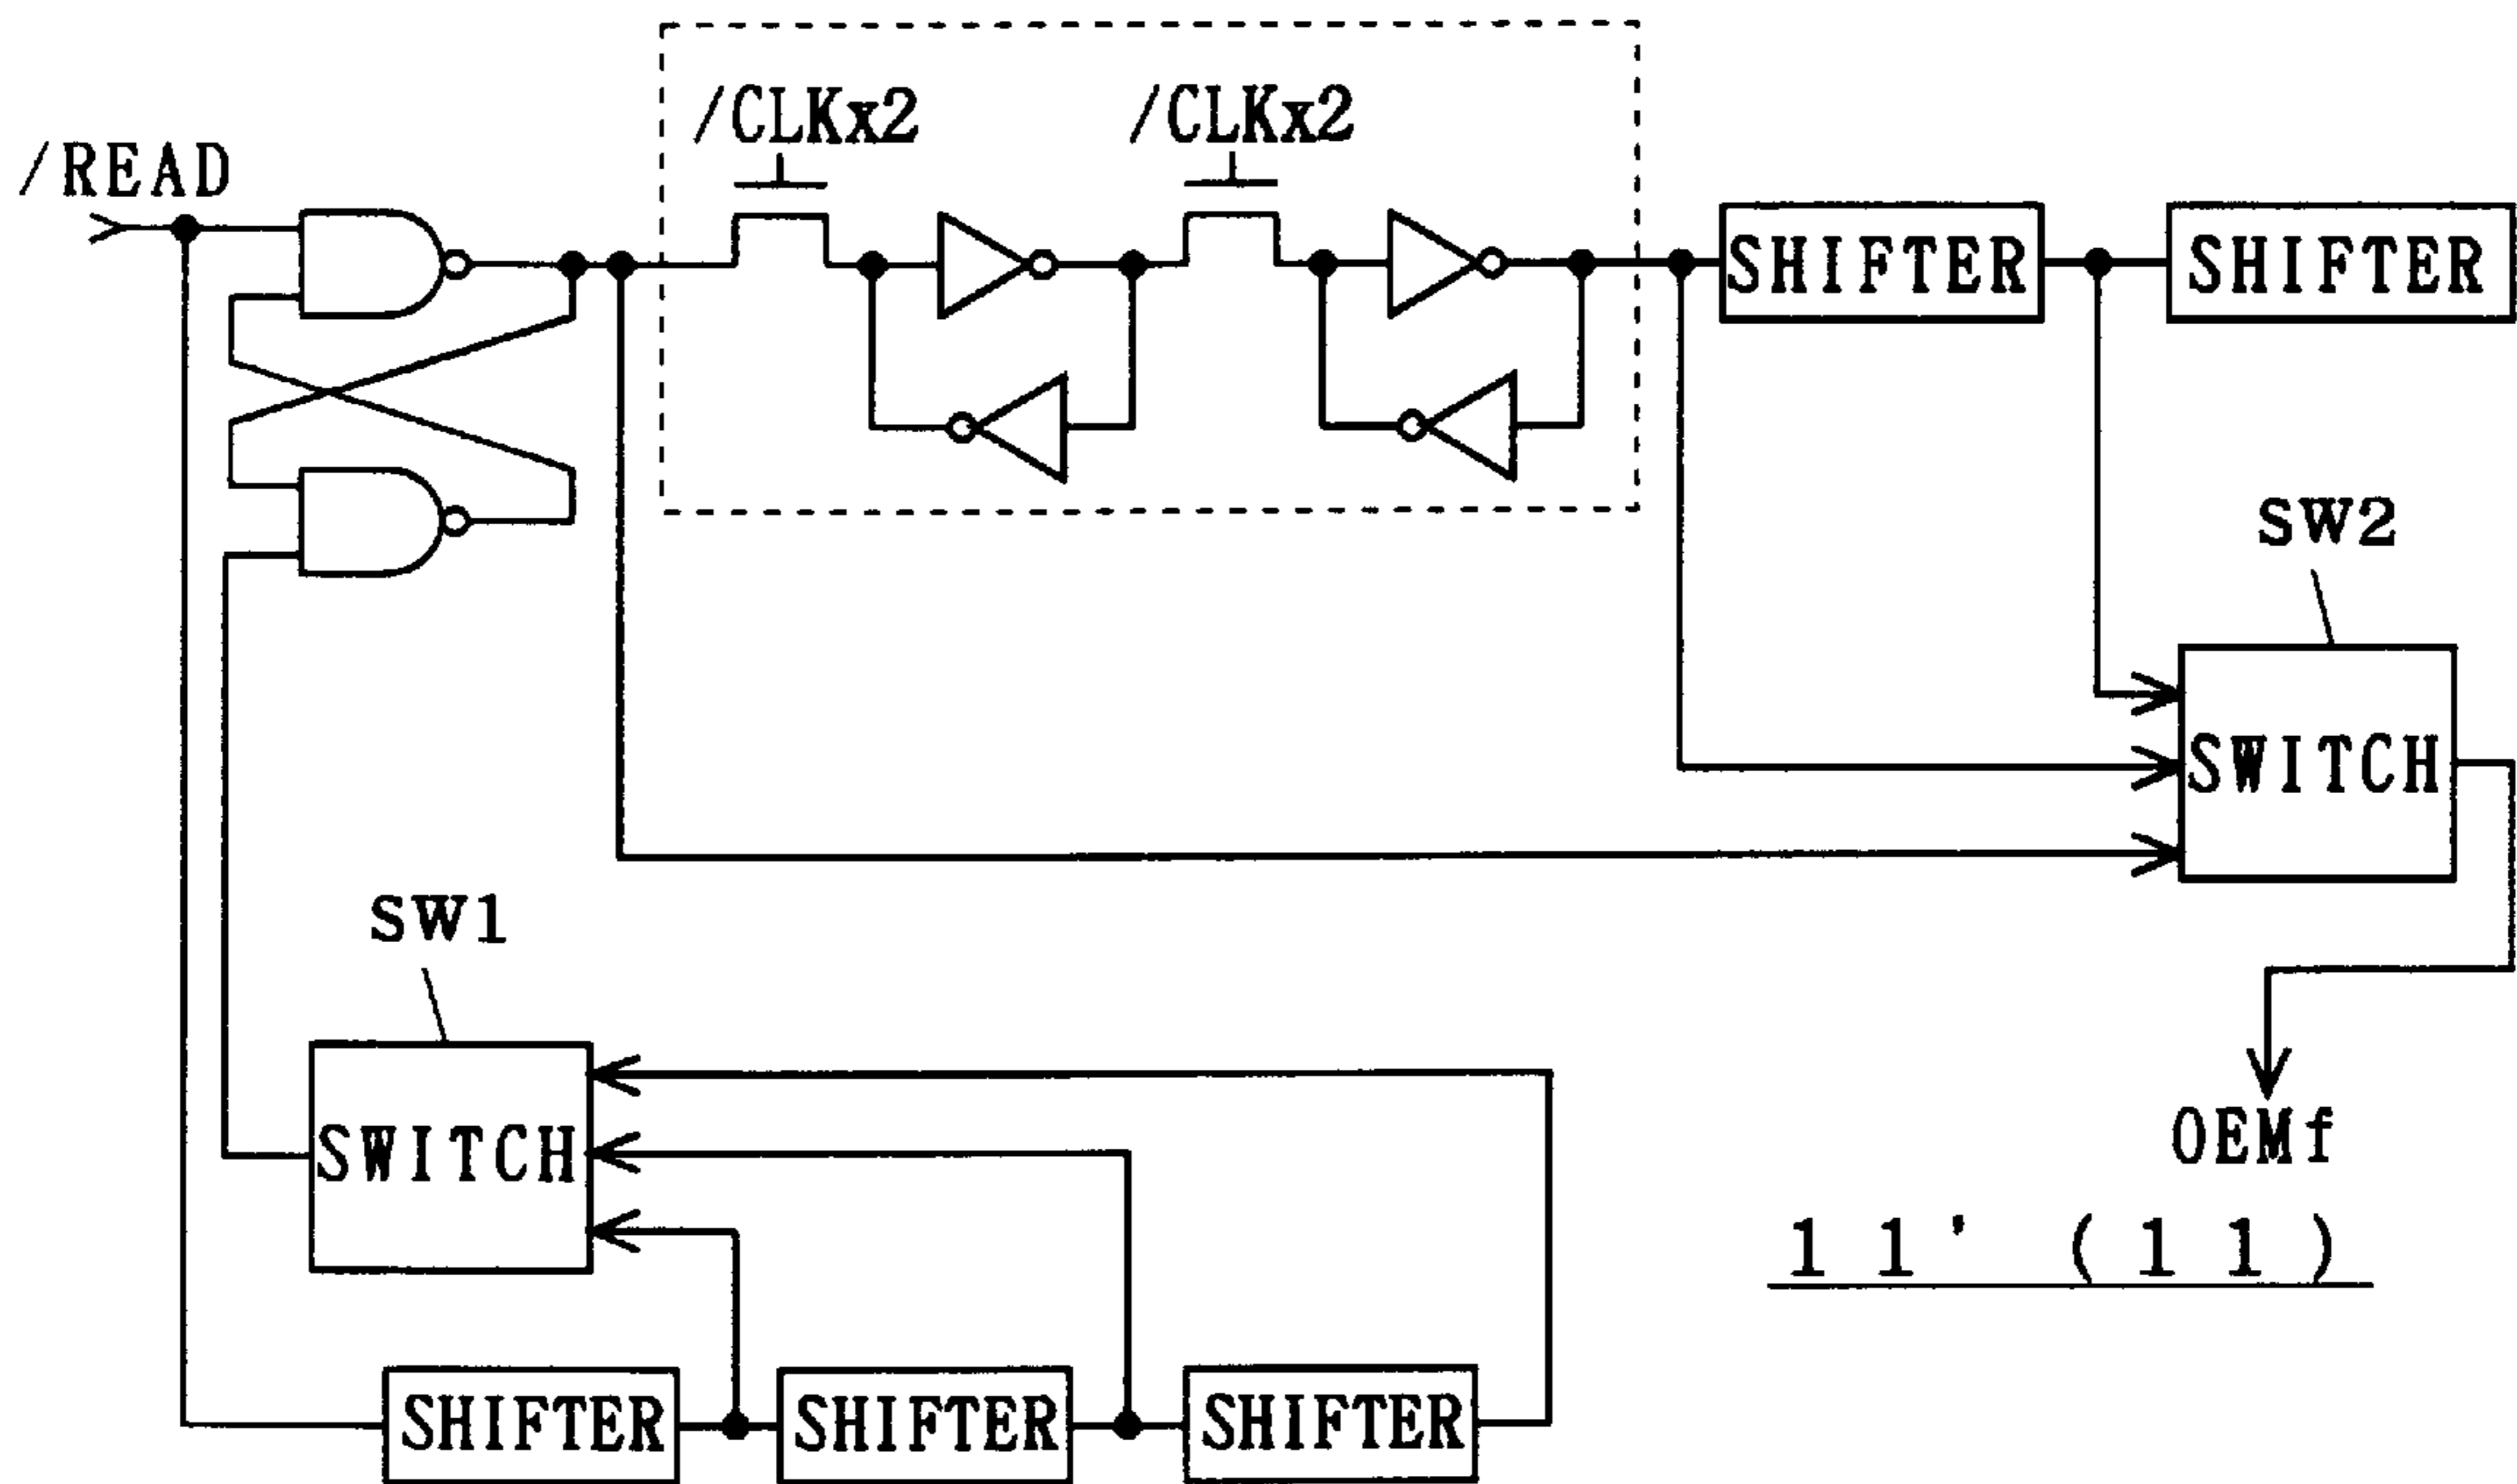 /CLKx2 /CLKx2
/READ
SHIFTER SHIFTER
SW2
SWITCH
SW1
SWITCH
OEMf
11' (11)
SHIFTER SHIFTER SHIFTER